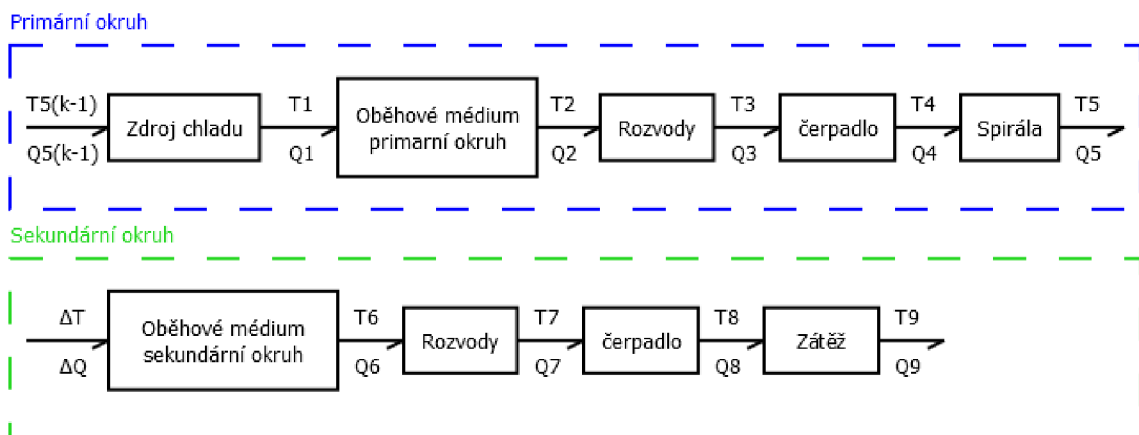 Primární okruh
T5(k-1)
Q5(k-1)
Zdroj chladu
T1
Q1
Oběhové médium
primarní okruh
T2
Q2
Rozvody
T3
Q3
čerpadlo
T4
Q4
Spirála
T5
Q5
Sekundární okruh
ΔT
ΔQ
Oběhové médium
sekundární okruh
T6
Q6
Rozvody
T7
Q7
čerpadlo
T8
Q8
Zátěž
T9
Q9